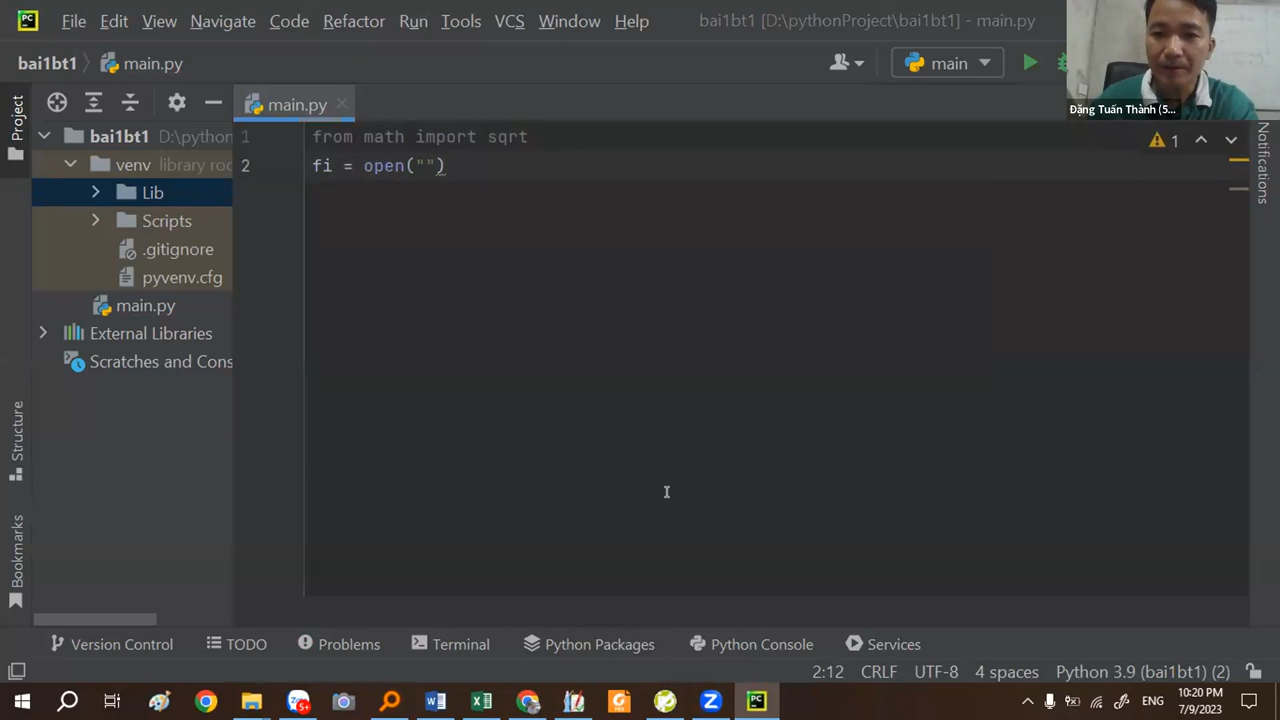 PC File Edit View Navigate Code Refactor Run Tools VCS Window Help bai1bt1 [D:\pythonProject\bai1bt1] - main.py
bai1bt1 main.py main
Đặng Tuấn Thành (5...
Project
main.py
bai1bt1 D:\python
venv library roo
Lib
Scripts
.gitignore
pyvenv.cfg
main.py
External Libraries
Scratches and Cons
1 from math import sqrt
2 fi = open("")
1
Notifications
Structure
Bookmarks
Version Control TODO Problems Terminal Python Packages Python Console Services
2:12 CRLF UTF-8 4 spaces Python 3.9 (bai1bt1) (2)
5+
ENG
10:20 PM
7/9/2023